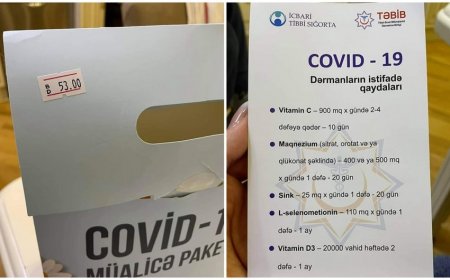 53.00
COVİD-1
MÜALİCƏ PAKE
İCBARİ
TİBBİ SIĞORTA
TƏBİB
COVID - 19
Dərmanların istifadə
qaydaları
• Vitamin C – 900 mq x gündə 2-4
dəfəyə qədər – 10 gün
• Maqnezium (sitrat, orotat və ya
qlükonat şəklində) – 400 və ya 500 mq
x gündə 1 dəfə - 20 gün
• Sink – 25 mq x gündə 1 dəfə - 20 gün
• L-selenometionin – 110 mq x gündə 1
dəfə - 1 ay
• Vitamin D3 – 20000 vahid həftədə 2
dəfə - 1 ay